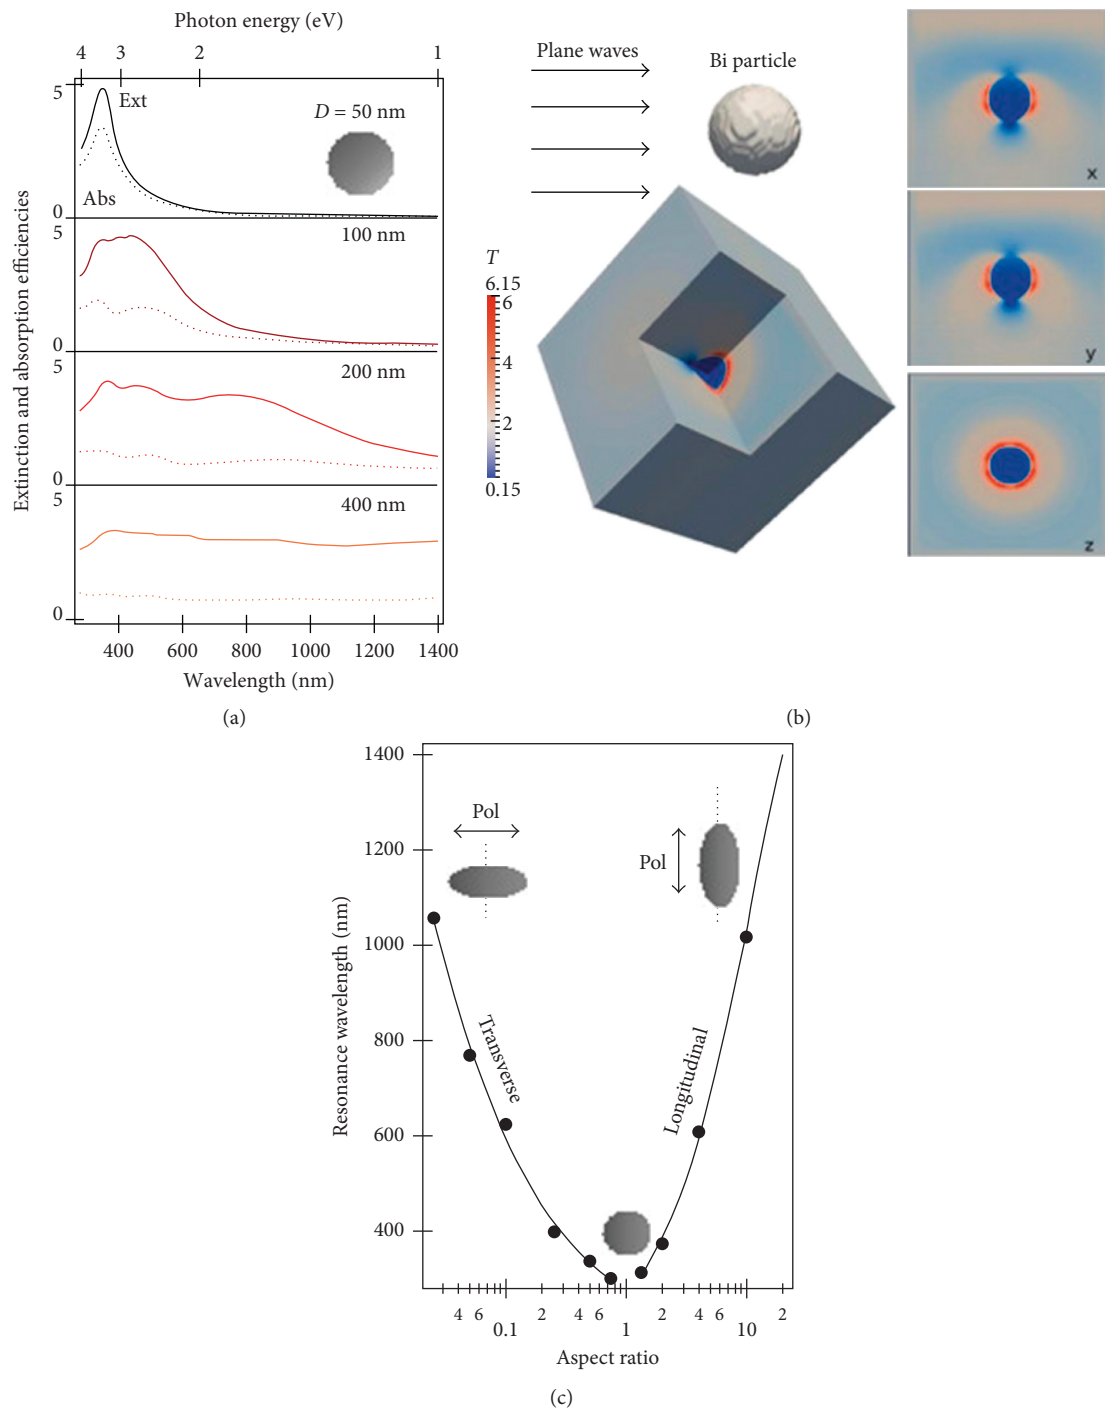 Photon energy (eV)
4 3 2 1
Extinction and absorption efficiencies
5
Ext
D = 50 nm
Abs
0
5
100 nm
0
5
200 nm
0
5
400 nm
0
400 600 800 1000 1200 1400
Wavelength (nm)
(a)
Plane waves
Bi particle
T
6.15
6
4
2
0.15
x
y
z
(b)
Resonance wavelength (nm)
1400
1200
1000
800
600
400
Pol
Pol
Transverse
Longitudinal
4 6 0.1 2 4 6 1 2 4 6 10 2
Aspect ratio
(c)